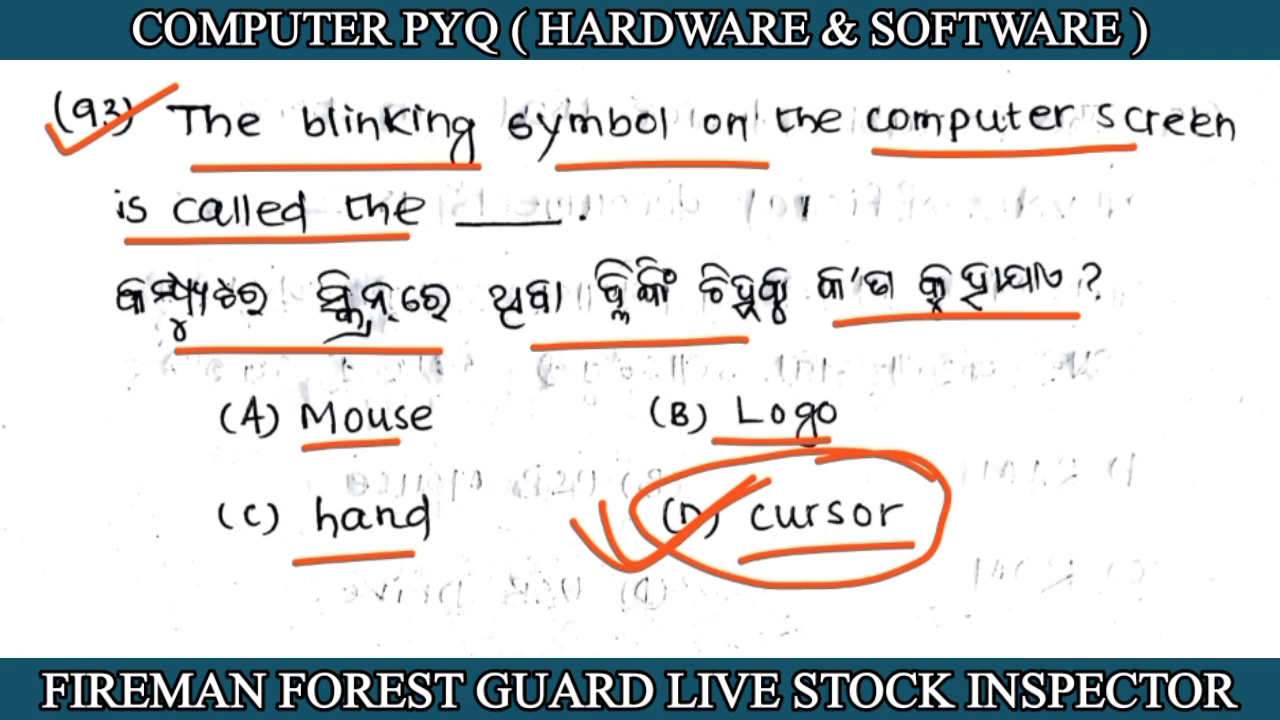 COMPUTER PYQ ( HARDWARE & SOFTWARE )
(93) The blinking symbol on the computer screen
is called the ____.
କମ୍ପ୍ୟୁଟର ସ୍କ୍ରିନ୍‌ରେ ଥିବା ବ୍ଲିଙ୍କିଂ ଚିହ୍ନକୁ କ'ଣ କୁହାଯାଏ ?
(A) Mouse (B) Logo
(C) hand (D) cursor
FIREMAN FOREST GUARD LIVE STOCK INSPECTOR